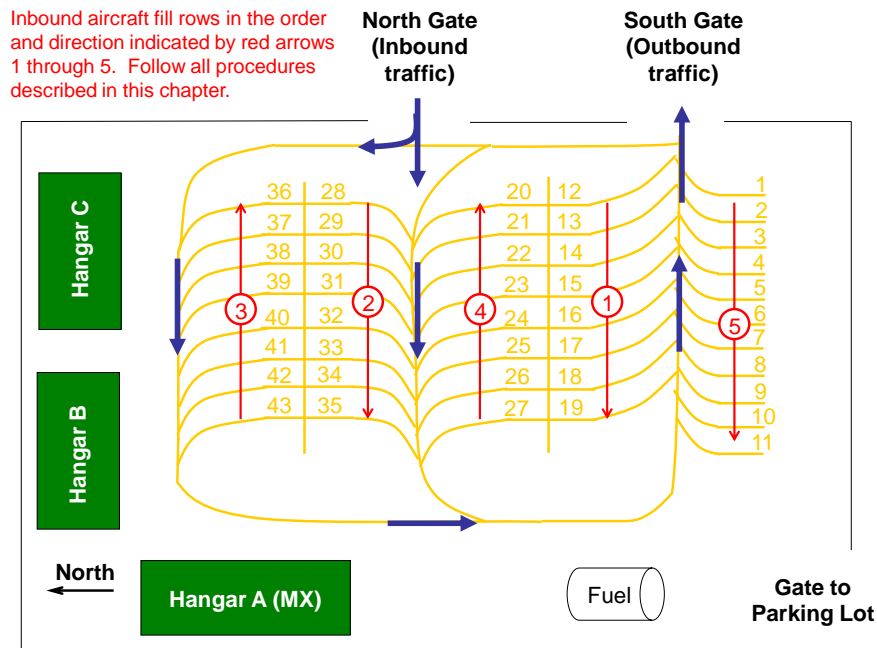 Inbound aircraft fill rows in the order
and direction indicated by red arrows
1 through 5.  Follow all procedures
described in this chapter.
North Gate
(Inbound
traffic)
South Gate
(Outbound
traffic)
Hangar C
Hangar B
36 28
37 29
38 30
39 31
40 32
41 33
42 34
43 35
3
2
20 12
21 13
22 14
23 15
24 16
25 17
26 18
27 19
4
1
1
2
3
4
5
6
7
8
9
10
11
5
North
Hangar A (MX)
Fuel
Gate to
Parking Lot